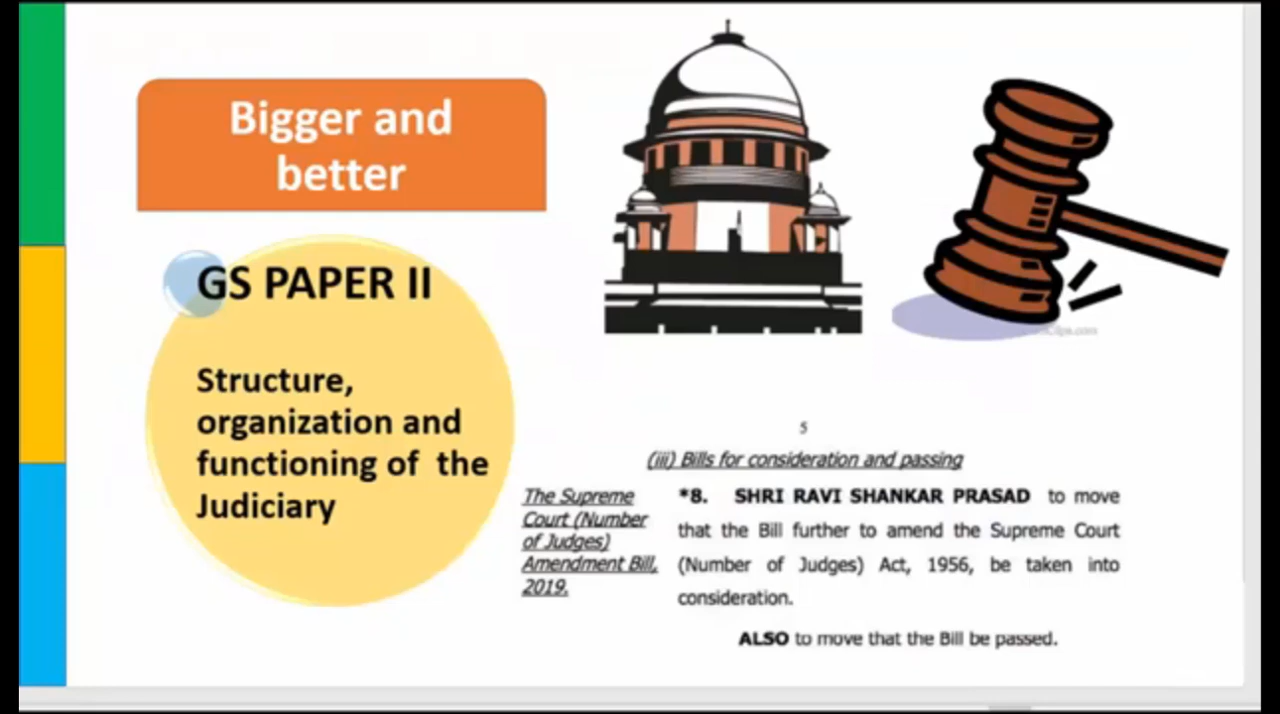 Bigger and
better
GS PAPER II
Structure,
organization and
functioning of the
Judiciary
5
(iii) Bills for consideration and passing
The Supreme
Court (Number
of Judges)
Amendment Bill,
2019.
*8. SHRI RAVI SHANKAR PRASAD to move
that the Bill further to amend the Supreme Court
(Number of Judges) Act, 1956, be taken into
consideration.
ALSO to move that the Bill be passed.